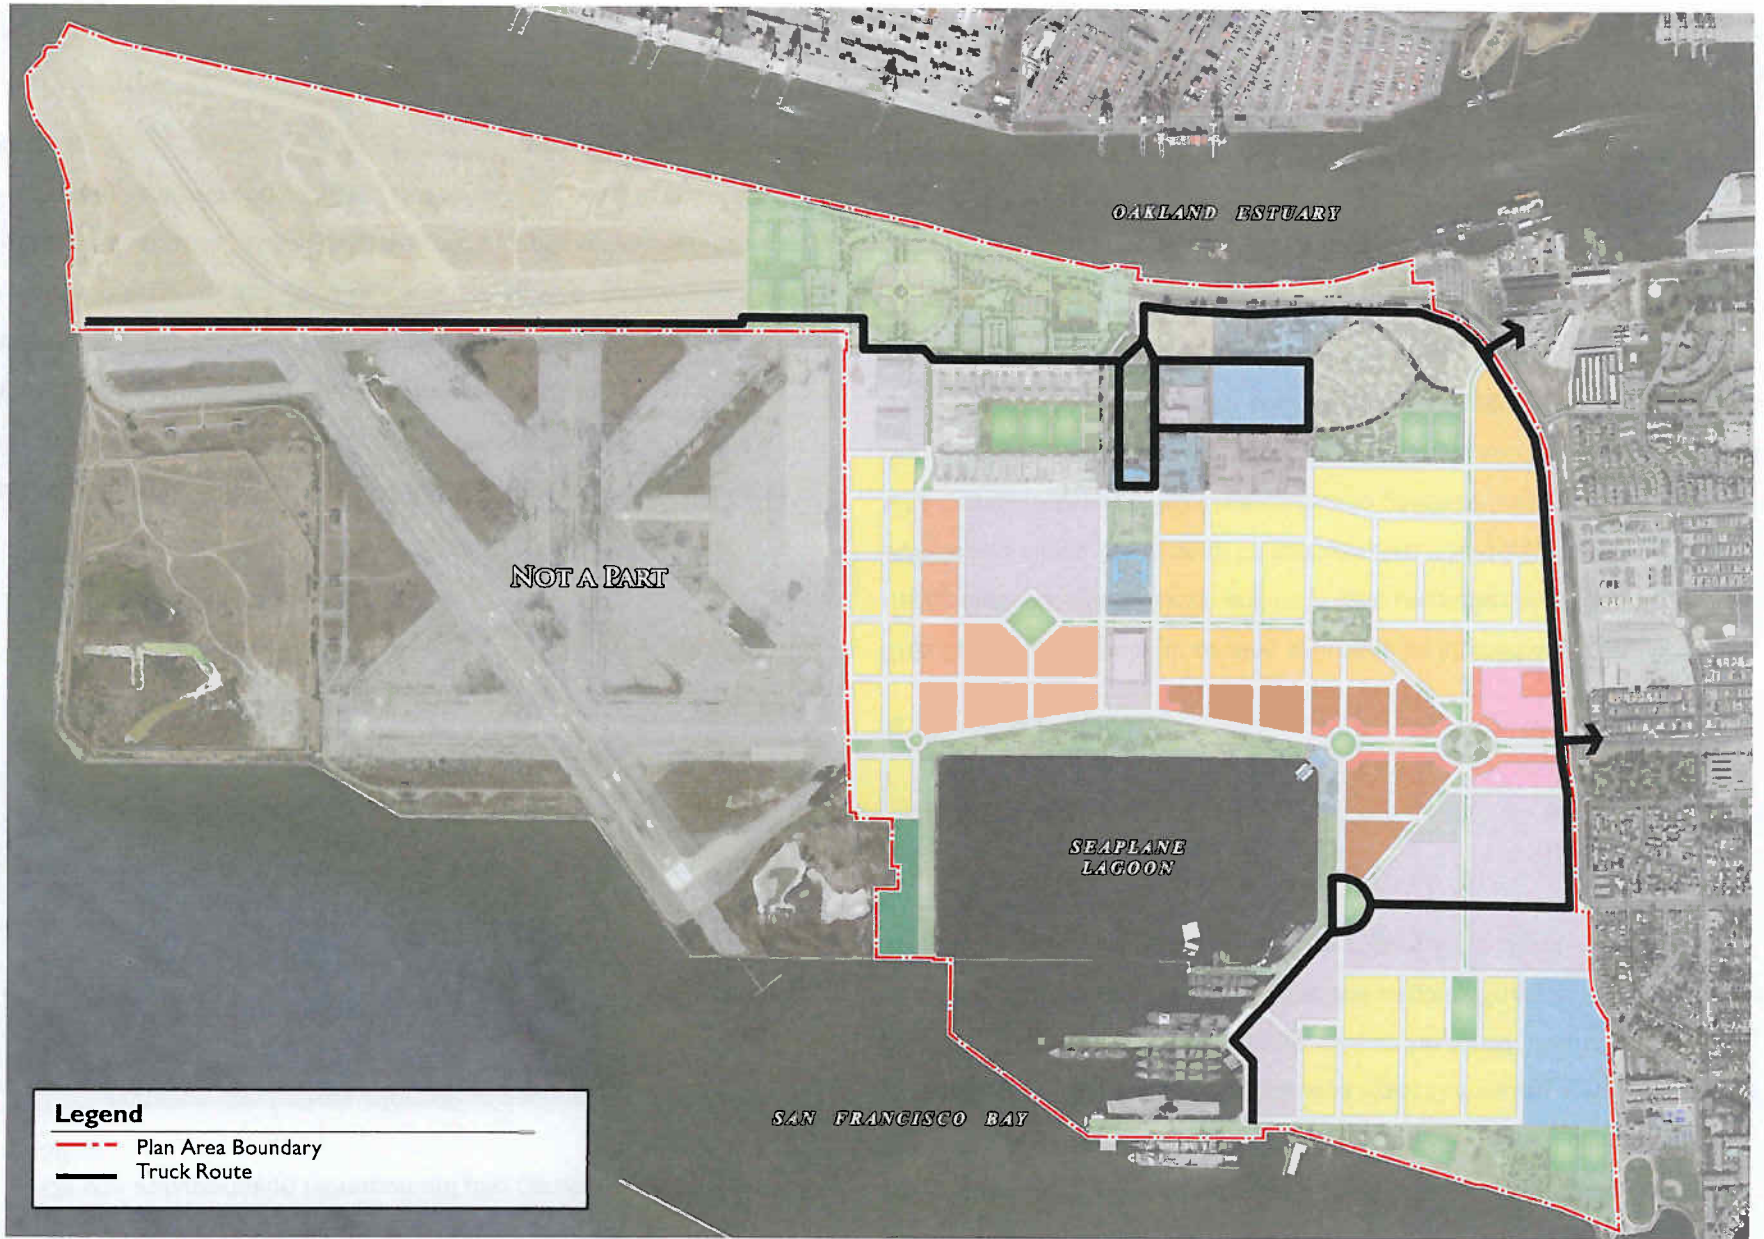 OAKLAND ESTUARY
NOT A PART
SEAPLANE
LAGOON
SAN FRANCISCO BAY
Legend
Plan Area Boundary
Truck Route